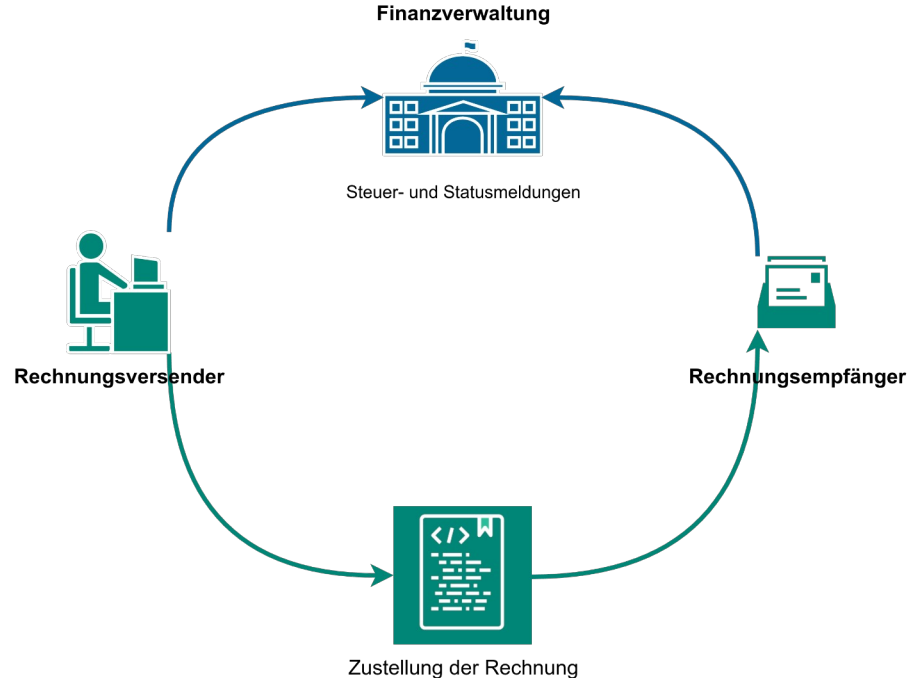 Finanzverwaltung
Steuer- und Statusmeldungen
Rechnungsversender
Rechnungsempfänger
</>
Zustellung der Rechnung